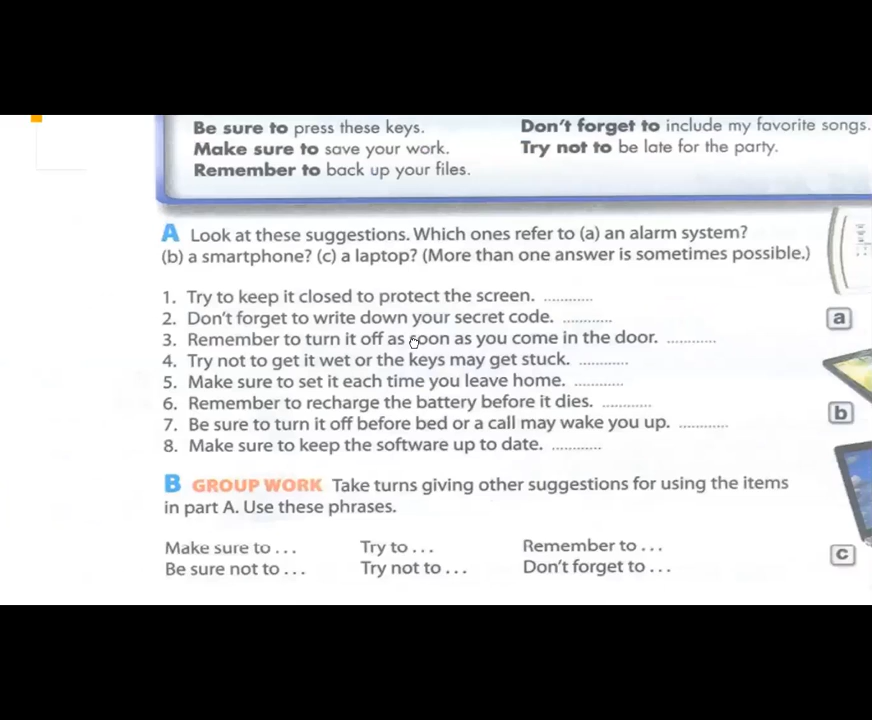 Be sure to press these keys.
Make sure to save your work.
Remember to back up your files.
Don't forget to include my favorite songs.
Try not to be late for the party.
A Look at these suggestions. Which ones refer to (a) an alarm system?
(b) a smartphone? (c) a laptop? (More than one answer is sometimes possible.)
1. Try to keep it closed to protect the screen. ............
2. Don't forget to write down your secret code. ............
3. Remember to turn it off as soon as you come in the door. ............
4. Try not to get it wet or the keys may get stuck. ............
5. Make sure to set it each time you leave home. ............
6. Remember to recharge the battery before it dies. ............
7. Be sure to turn it off before bed or a call may wake you up. ............
8. Make sure to keep the software up to date. ............
a
b
c
B GROUP WORK Take turns giving other suggestions for using the items
in part A. Use these phrases.
Make sure to ... Try to ... Remember to ...
Be sure not to ... Try not to ... Don't forget to ...